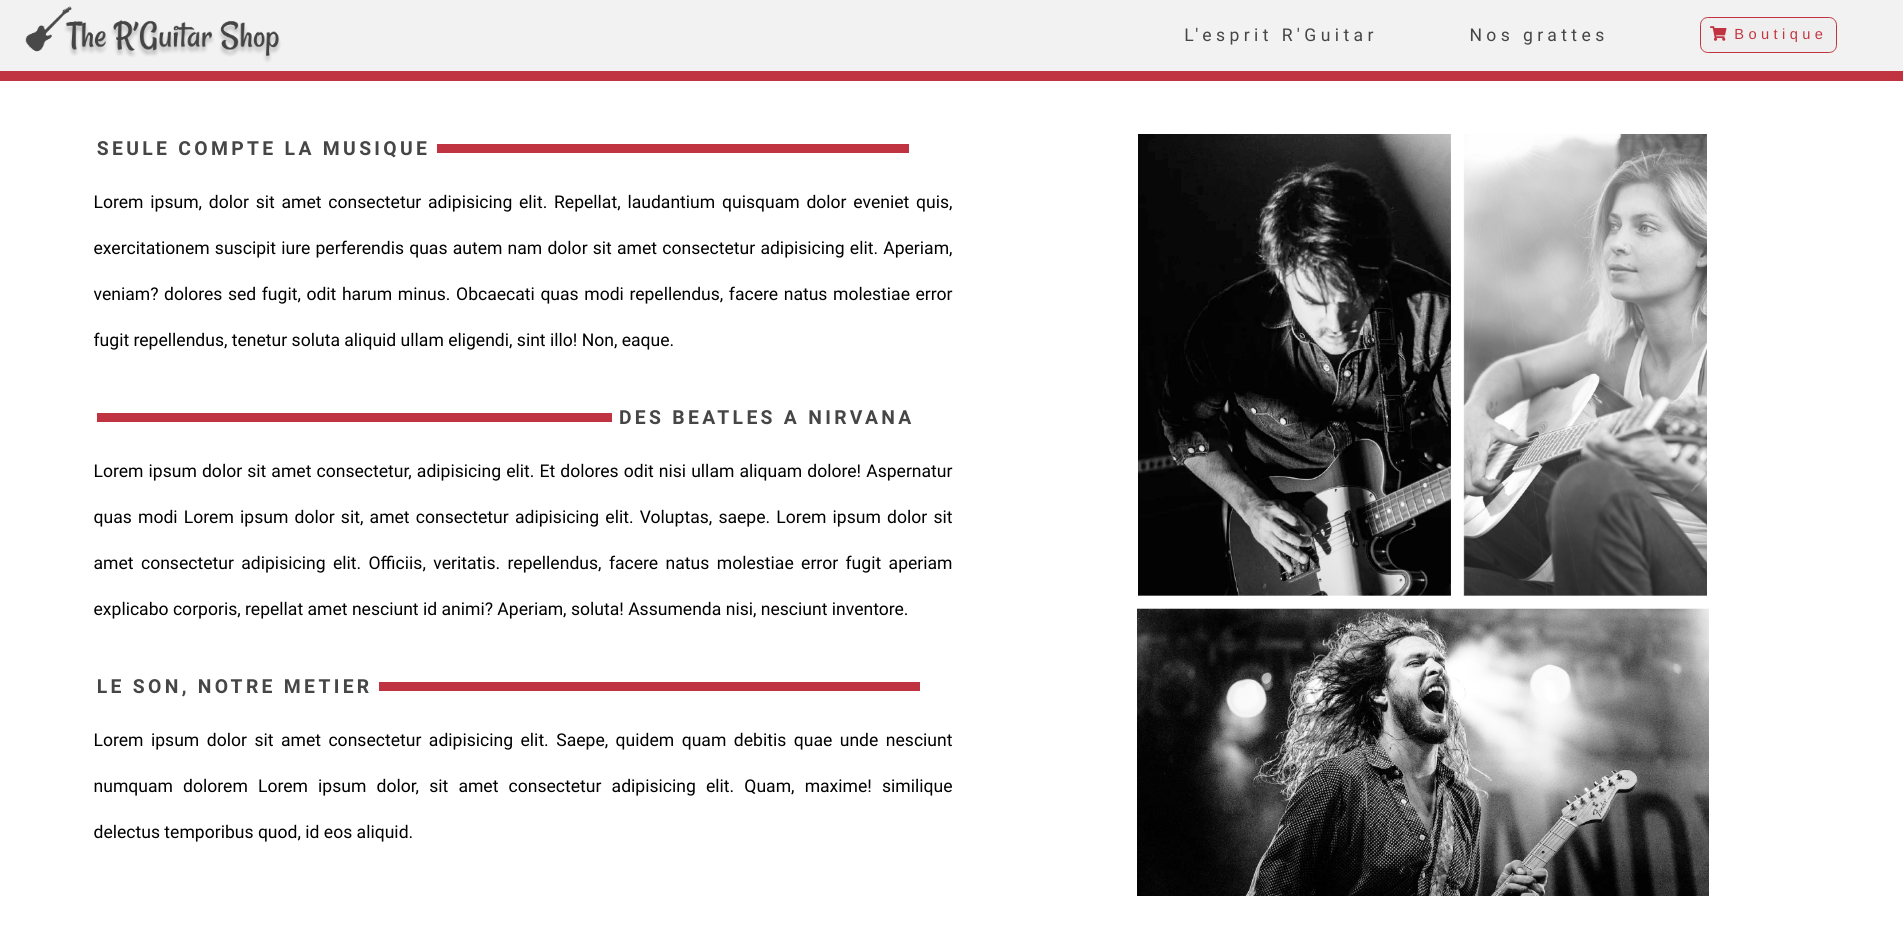 The R'Guitar Shop
L'esprit R'Guitar
Nos grattes
Boutique
SEULE COMPTE LA MUSIQUE
Lorem ipsum, dolor sit amet consectetur adipisicing elit. Repellat, laudantium quisquam dolor eveniet quis,
exercitationem suscipit iure perferendis quas autem nam dolor sit amet consectetur adipisicing elit. Aperiam,
veniam? dolores sed fugit, odit harum minus. Obcaecati quas modi repellendus, facere natus molestiae error
fugit repellendus, tenetur soluta aliquid ullam eligendi, sint illo! Non, eaque.
DES BEATLES A NIRVANA
Lorem ipsum dolor sit amet consectetur, adipisicing elit. Et dolores odit nisi ullam aliquam dolore! Aspernatur
quas modi Lorem ipsum dolor sit, amet consectetur adipisicing elit. Voluptas, saepe. Lorem ipsum dolor sit
amet consectetur adipisicing elit. Officiis, veritatis. repellendus, facere natus molestiae error fugit aperiam
explicabo corporis, repellat amet nesciunt id animi? Aperiam, soluta! Assumenda nisi, nesciunt inventore.
LE SON, NOTRE METIER
Lorem ipsum dolor sit amet consectetur adipisicing elit. Saepe, quidem quam debitis quae unde nesciunt
numquam dolorem Lorem ipsum dolor, sit amet consectetur adipisicing elit. Quam, maxime! similique
delectus temporibus quod, id eos aliquid.